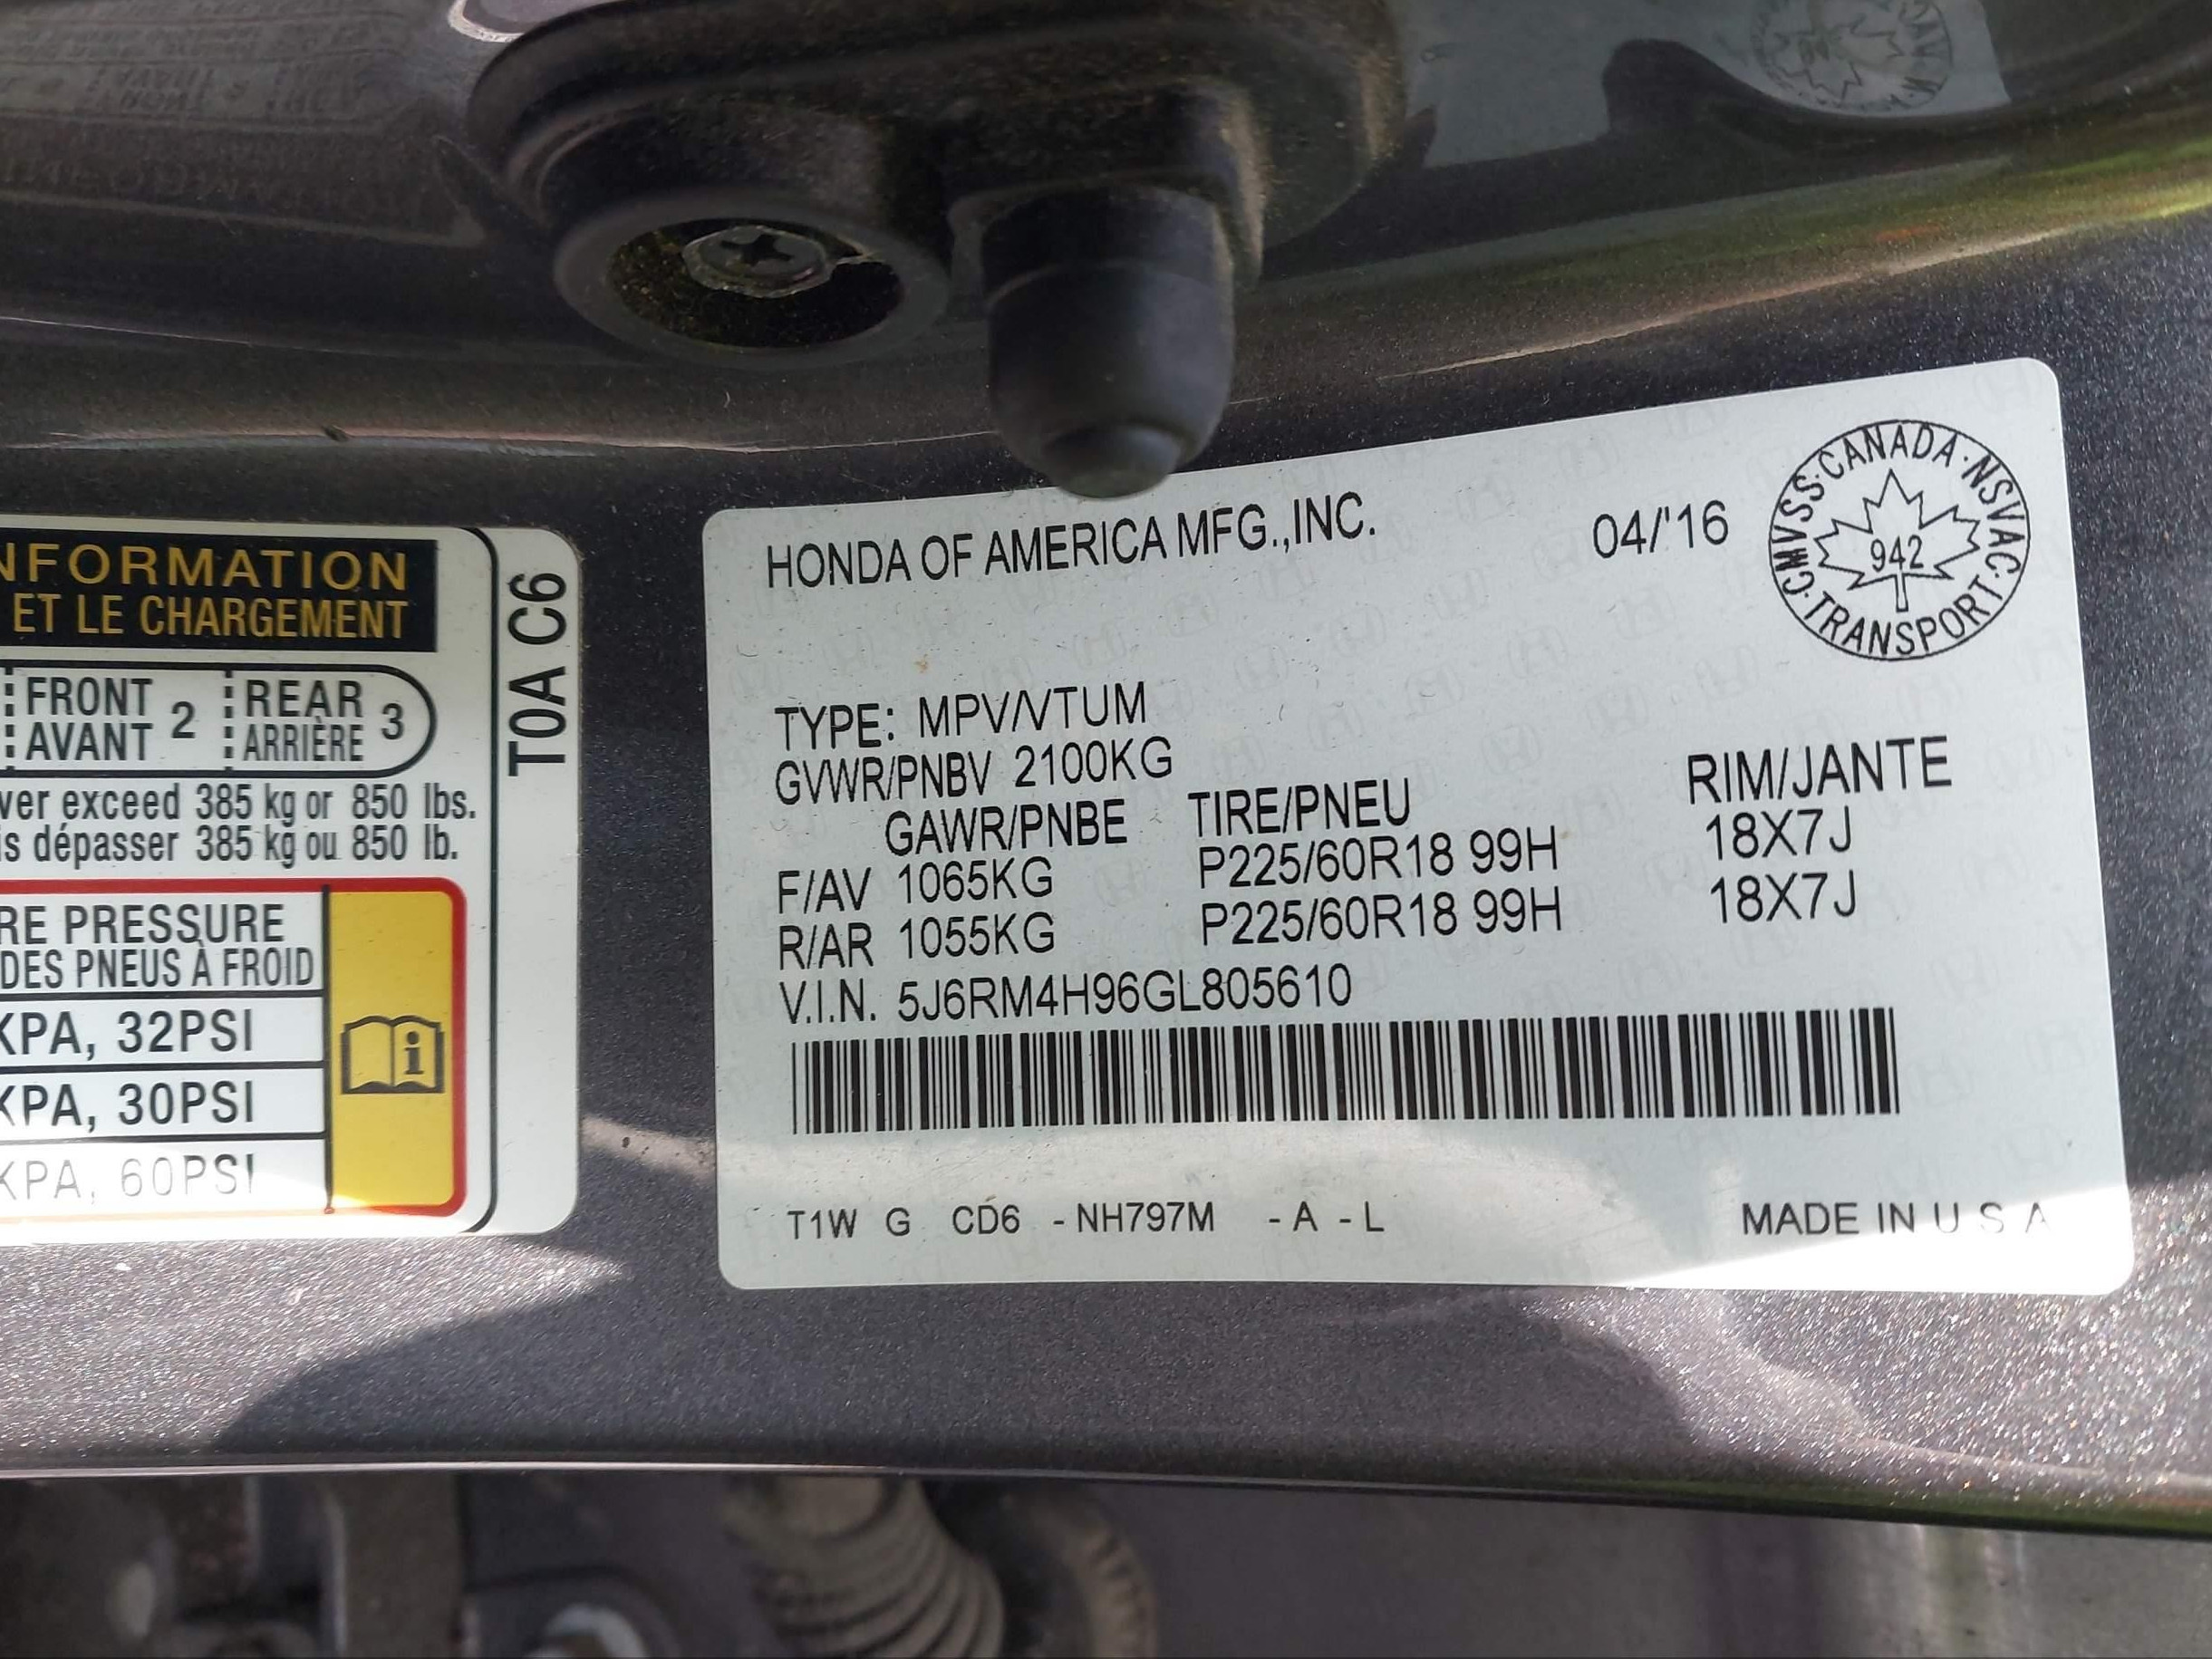 NFORMATION
ET LE CHARGEMENT
FRONT
AVANT 2
REAR
ARRIÈRE 3
ver exceed 385 kg or 850 lbs.
is dépasser 385 kg ou 850 lb.
RE PRESSURE
DES PNEUS À FROID
KPA, 32PSI
KPA, 30PSI
KPA, 60PSI
T0A C6
HONDA OF AMERICA MFG.,INC. 04/'16
CMVSS·CANADA·NSVAC·TRANSPORT·
942
TYPE: MPV/VTUM
GVWR/PNBV 2100KG
GAWR/PNBE TIRE/PNEU RIM/JANTE
F/AV 1065KG P225/60R18 99H 18X7J
R/AR 1055KG P225/60R18 99H 18X7J
V.I.N. 5J6RM4H96GL805610
T1W G CD6 - NH797M - A - L MADE IN U S A